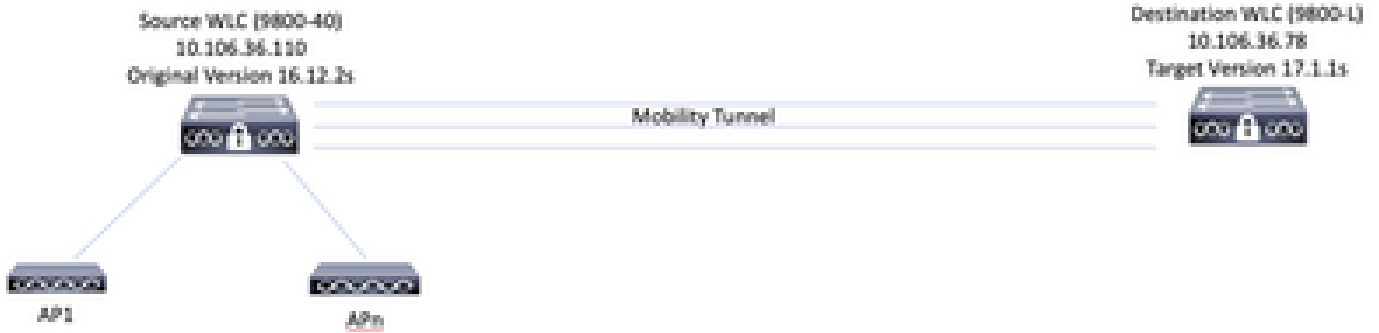 Source WLC (9800-40)
10.106.36.110
Original Version 16.12.2s
Destination WLC (9800-L)
10.106.36.78
Target Version 17.1.1s
Mobility Tunnel
AP1
APn